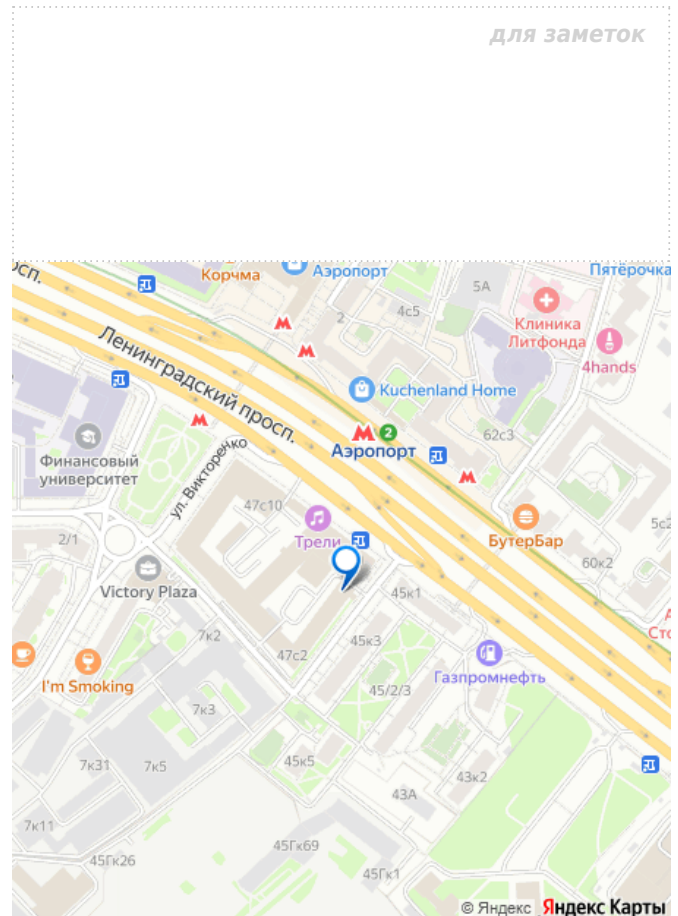 для заметок
просп.
Корчма
Аэропорт
Пятёрочка
5А
4с5
2
Клиника
Литфонда
4hands
Ленинградский просп.
Kuchenland Home
2
Аэропорт
62с3
Финансовый
университет
ул. Викторенко
47с10
Трели
БутерБар
5с2
2/1
60к2
Victory Plaza
45к1
7к2
47с2
45к3
Газпромнефть
I'm Smoking
45/2/3
7к3
7к31
7к5
45к5
43к2
43А
7к11
45Гк69
45Гк26
© Яндекс Яндекс Карты